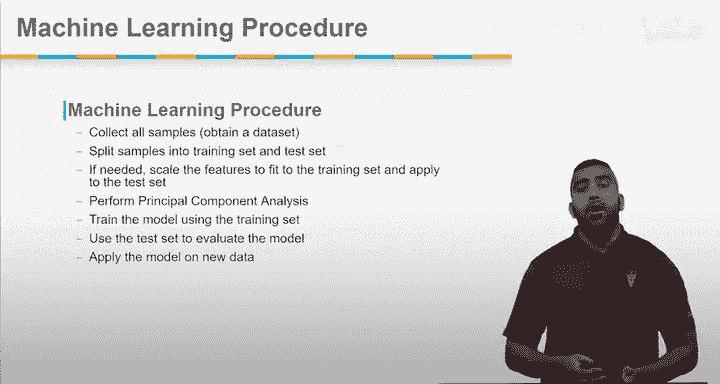 Machine Learning Procedure
Machine Learning Procedure
– Collect all samples (obtain a dataset)
– Split samples into training set and test set
– If needed, scale the features to fit to the training set and apply
to the test set
– Perform Principal Component Analysis
– Train the model using the training set
– Use the test set to evaluate the model
– Apply the model on new data